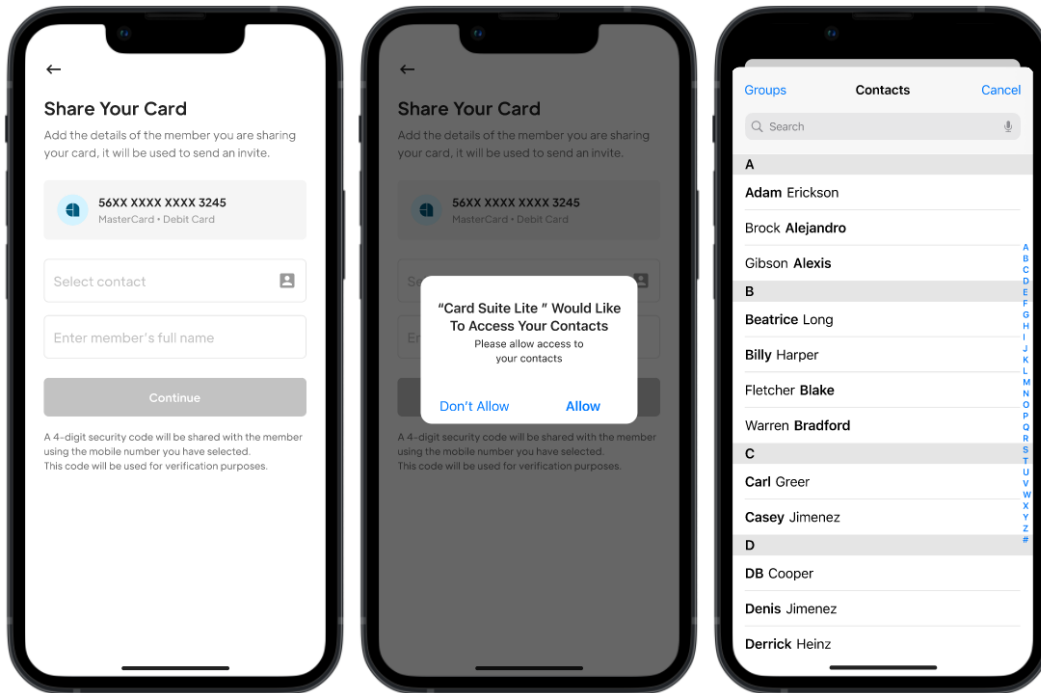 Share Your Card
Add the details of the member you are sharing
your card, it will be used to send an invite.
56XX XXXX XXXX 3245
MasterCard • Debit Card
Select contact
Enter member's full name
Continue
A 4-digit security code will be shared with the member
using the mobile number you have selected.
This code will be used for verification purposes.
Share Your Card
Add the details of the member you are sharing
your card, it will be used to send an invite.
56XX XXXX XXXX 3245
MasterCard • Debit Card
“Card Suite Lite ” Would Like
To Access Your Contacts
Please allow access to
your contacts
Don't Allow
Allow
A 4-digit security code will be shared with the member
using the mobile number you have selected.
This code will be used for verification purposes.
Groups
Contacts
Cancel
Search
A
Adam Erickson
Brock Alejandro
Gibson Alexis
B
Beatrice Long
Billy Harper
Fletcher Blake
Warren Bradford
C
Carl Greer
Casey Jimenez
D
DB Cooper
Denis Jimenez
Derrick Heinz
A
B
C
D
E
F
G
H
I
J
K
L
M
N
O
P
Q
R
S
T
U
V
W
X
Y
Z
#